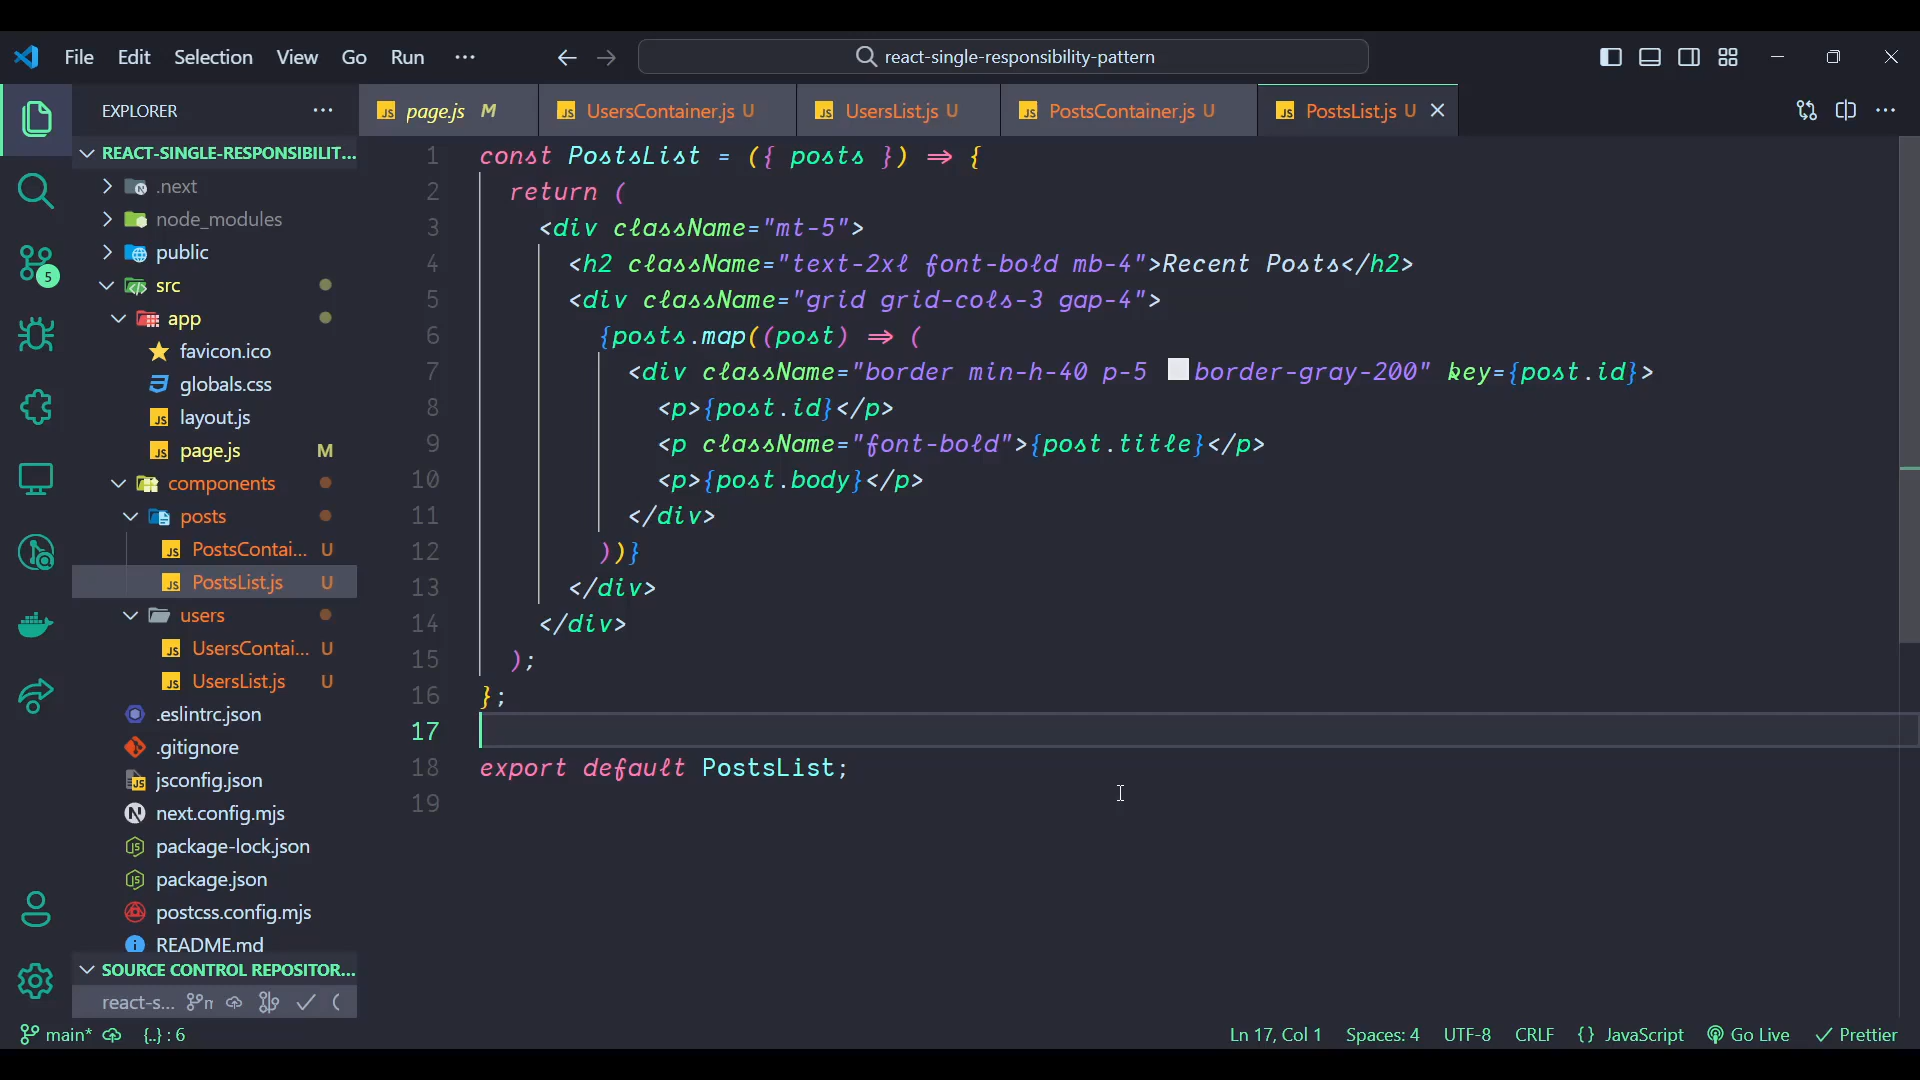 File Edit Selection View Go Run ···
react-single-responsibility-pattern
EXPLORER ···
page.js M
UsersContainer.js U
UsersList.js U
PostsContainer.js U
PostsList.js U
REACT-SINGLE-RESPONSIBILIT...
.next
node_modules
public
src
app
favicon.ico
globals.css
layout.js
page.js M
components
posts
PostsContai... U
PostsList.js U
users
UsersContai... U
UsersList.js U
.eslintrc.json
.gitignore
jsconfig.json
next.config.mjs
package-lock.json
package.json
postcss.config.mjs
README.md
SOURCE CONTROL REPOSITOR...
react-s...
5
1 const PostsList = ({ posts }) => {
2 return (
3 <div className="mt-5">
4 <h2 className="text-2xl font-bold mb-4">Recent Posts</h2>
5 <div className="grid grid-cols-3 gap-4">
6 {posts.map((post) => (
7 <div className="border min-h-40 p-5 border-gray-200" key={post.id}>
8 <p>{post.id}</p>
9 <p className="font-bold">{post.title}</p>
10 <p>{post.body}</p>
11 </div>
12 ))}
13 </div>
14 </div>
15 );
16 };
17
18 export default PostsList;
19
main* {..} : 6
Ln 17, Col 1 Spaces: 4 UTF-8 CRLF {} JavaScript Go Live Prettier